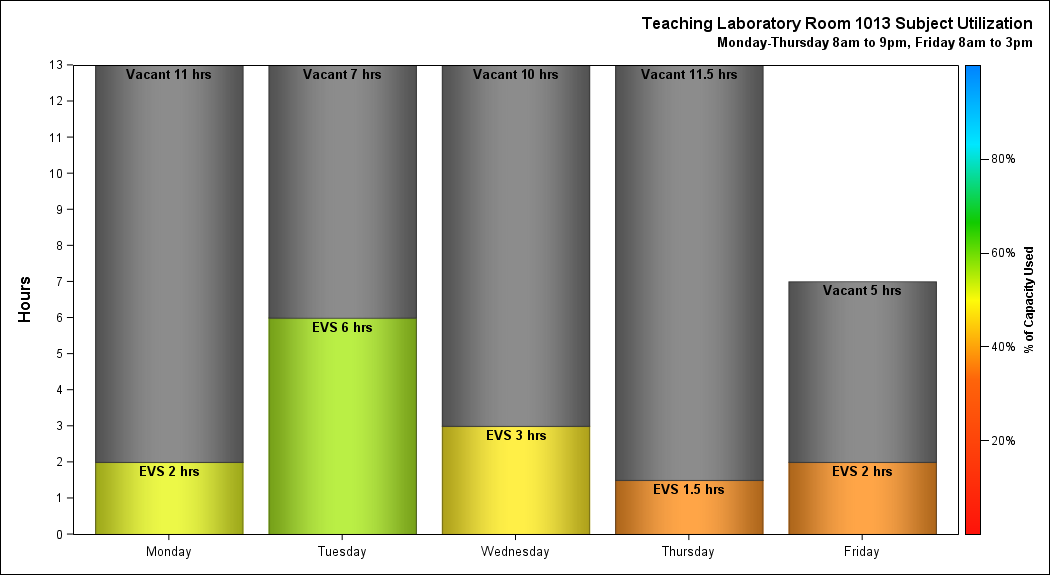 Teaching Laboratory Room 1013 Subject Utilization
Monday-Thursday 8am to 9pm, Friday 8am to 3pm
Hours
13
12
11
10
9
8
7
6
5
4
3
2
1
0
Vacant 11 hrs
EVS 2 hrs
Vacant 7 hrs
EVS 6 hrs
Vacant 10 hrs
EVS 3 hrs
Vacant 11.5 hrs
EVS 1.5 hrs
Vacant 5 hrs
EVS 2 hrs
Monday
Tuesday
Wednesday
Thursday
Friday
80%
60%
40%
20%
% of Capacity Used